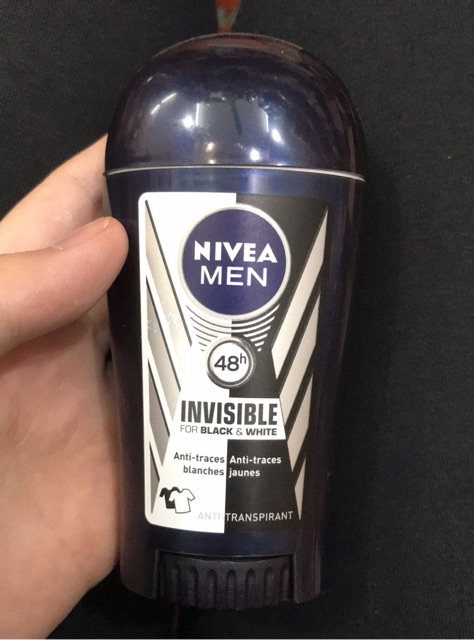 NIVEA
MEN
48h
INVISIBLE
FOR BLACK & WHITE
Anti-traces Anti-traces
blanches jaunes
ANTI-TRANSPIRANT